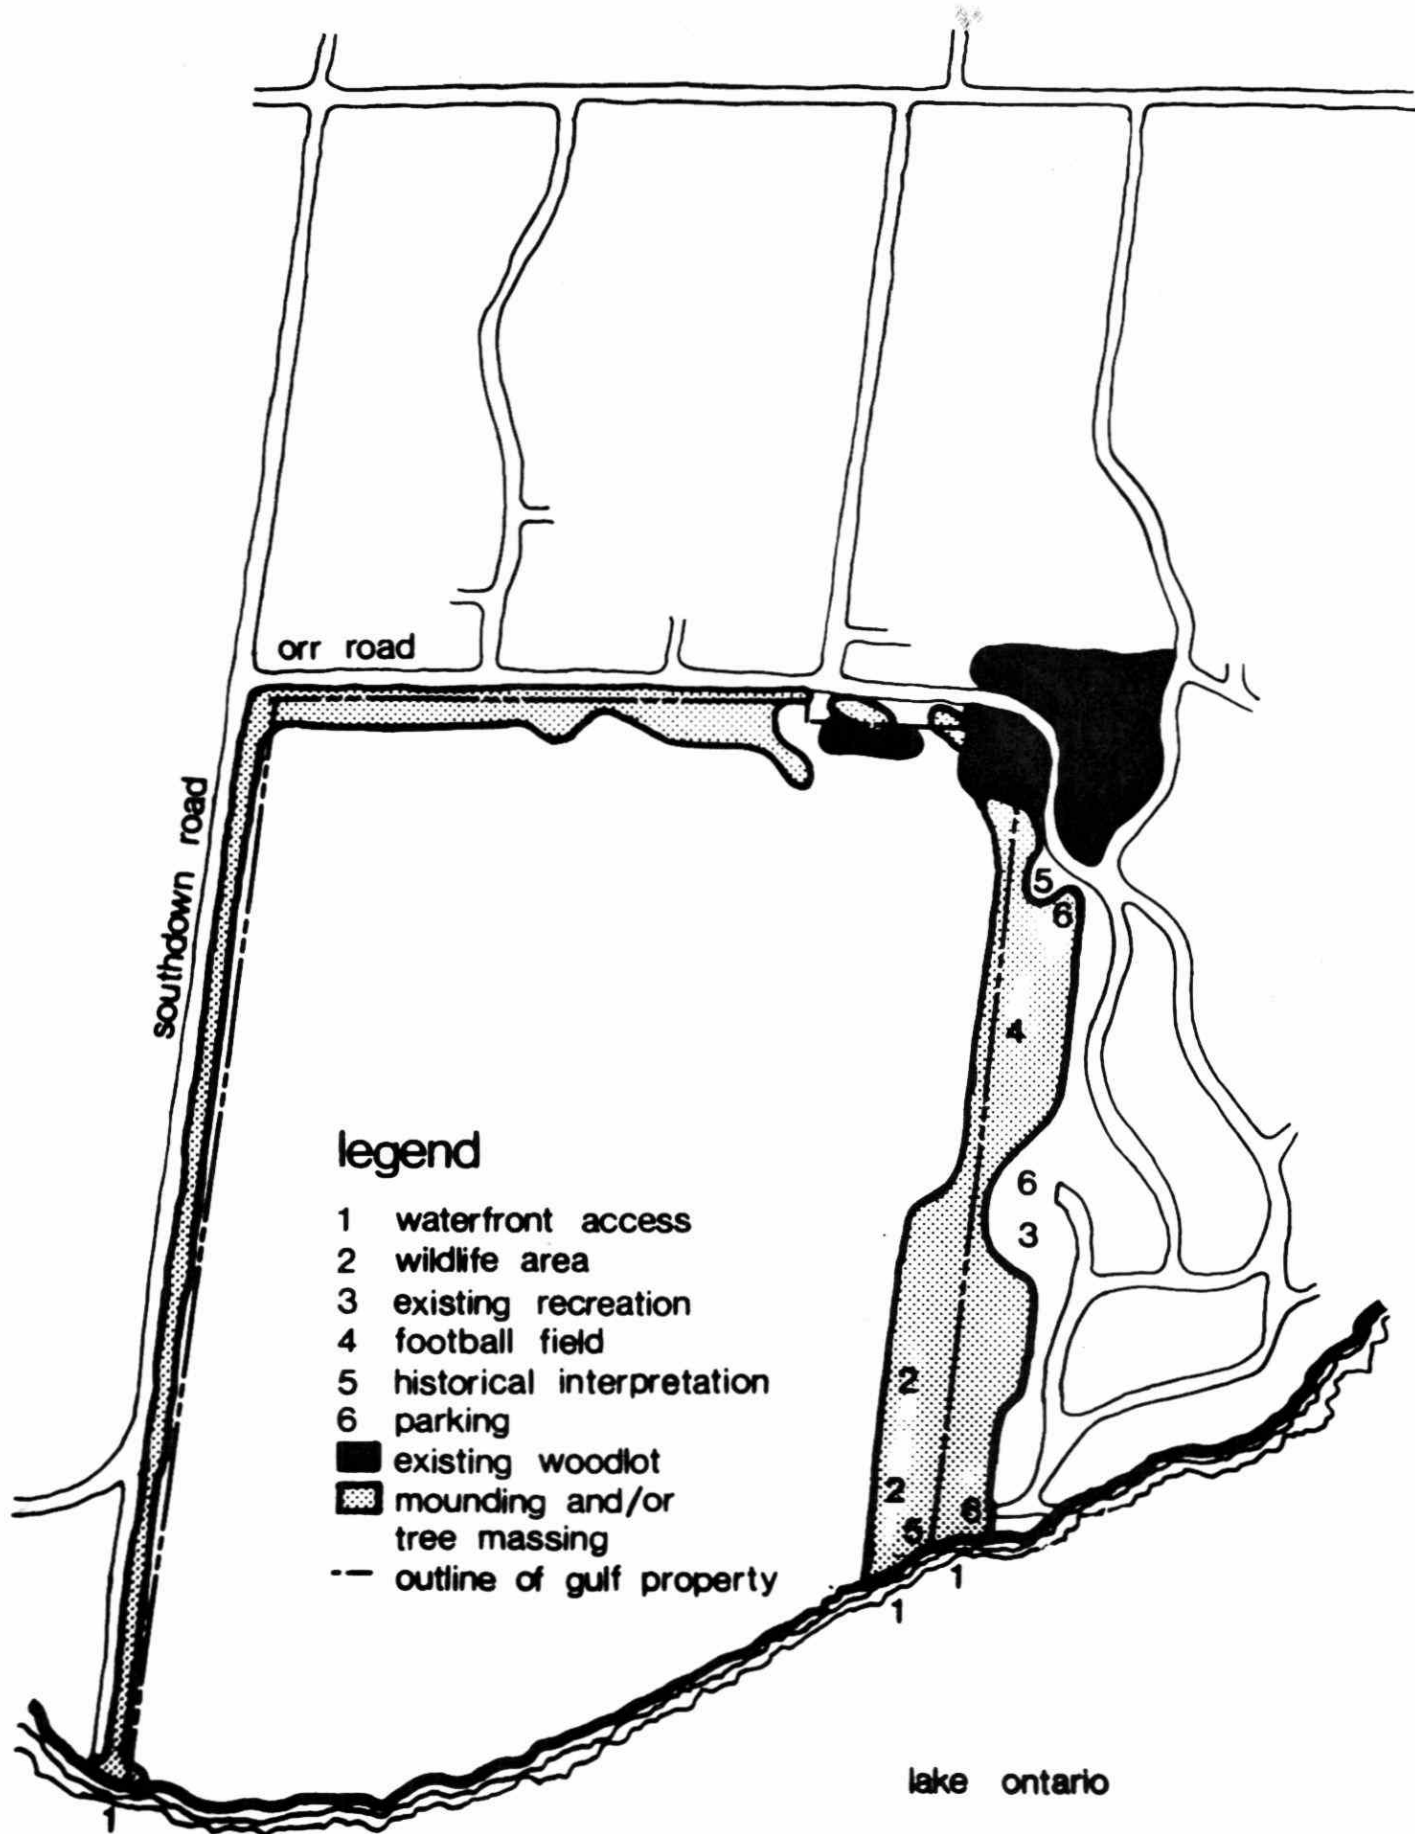 orr road
southdown road
5
6
4
6
3
legend
1 waterfront access
2 wildlife area
3 existing recreation
4 football field
5 historical interpretation
6 parking
existing woodlot
mounding and/or
tree massing
outline of gulf property
2
2
6
5
1
1
lake ontario
1